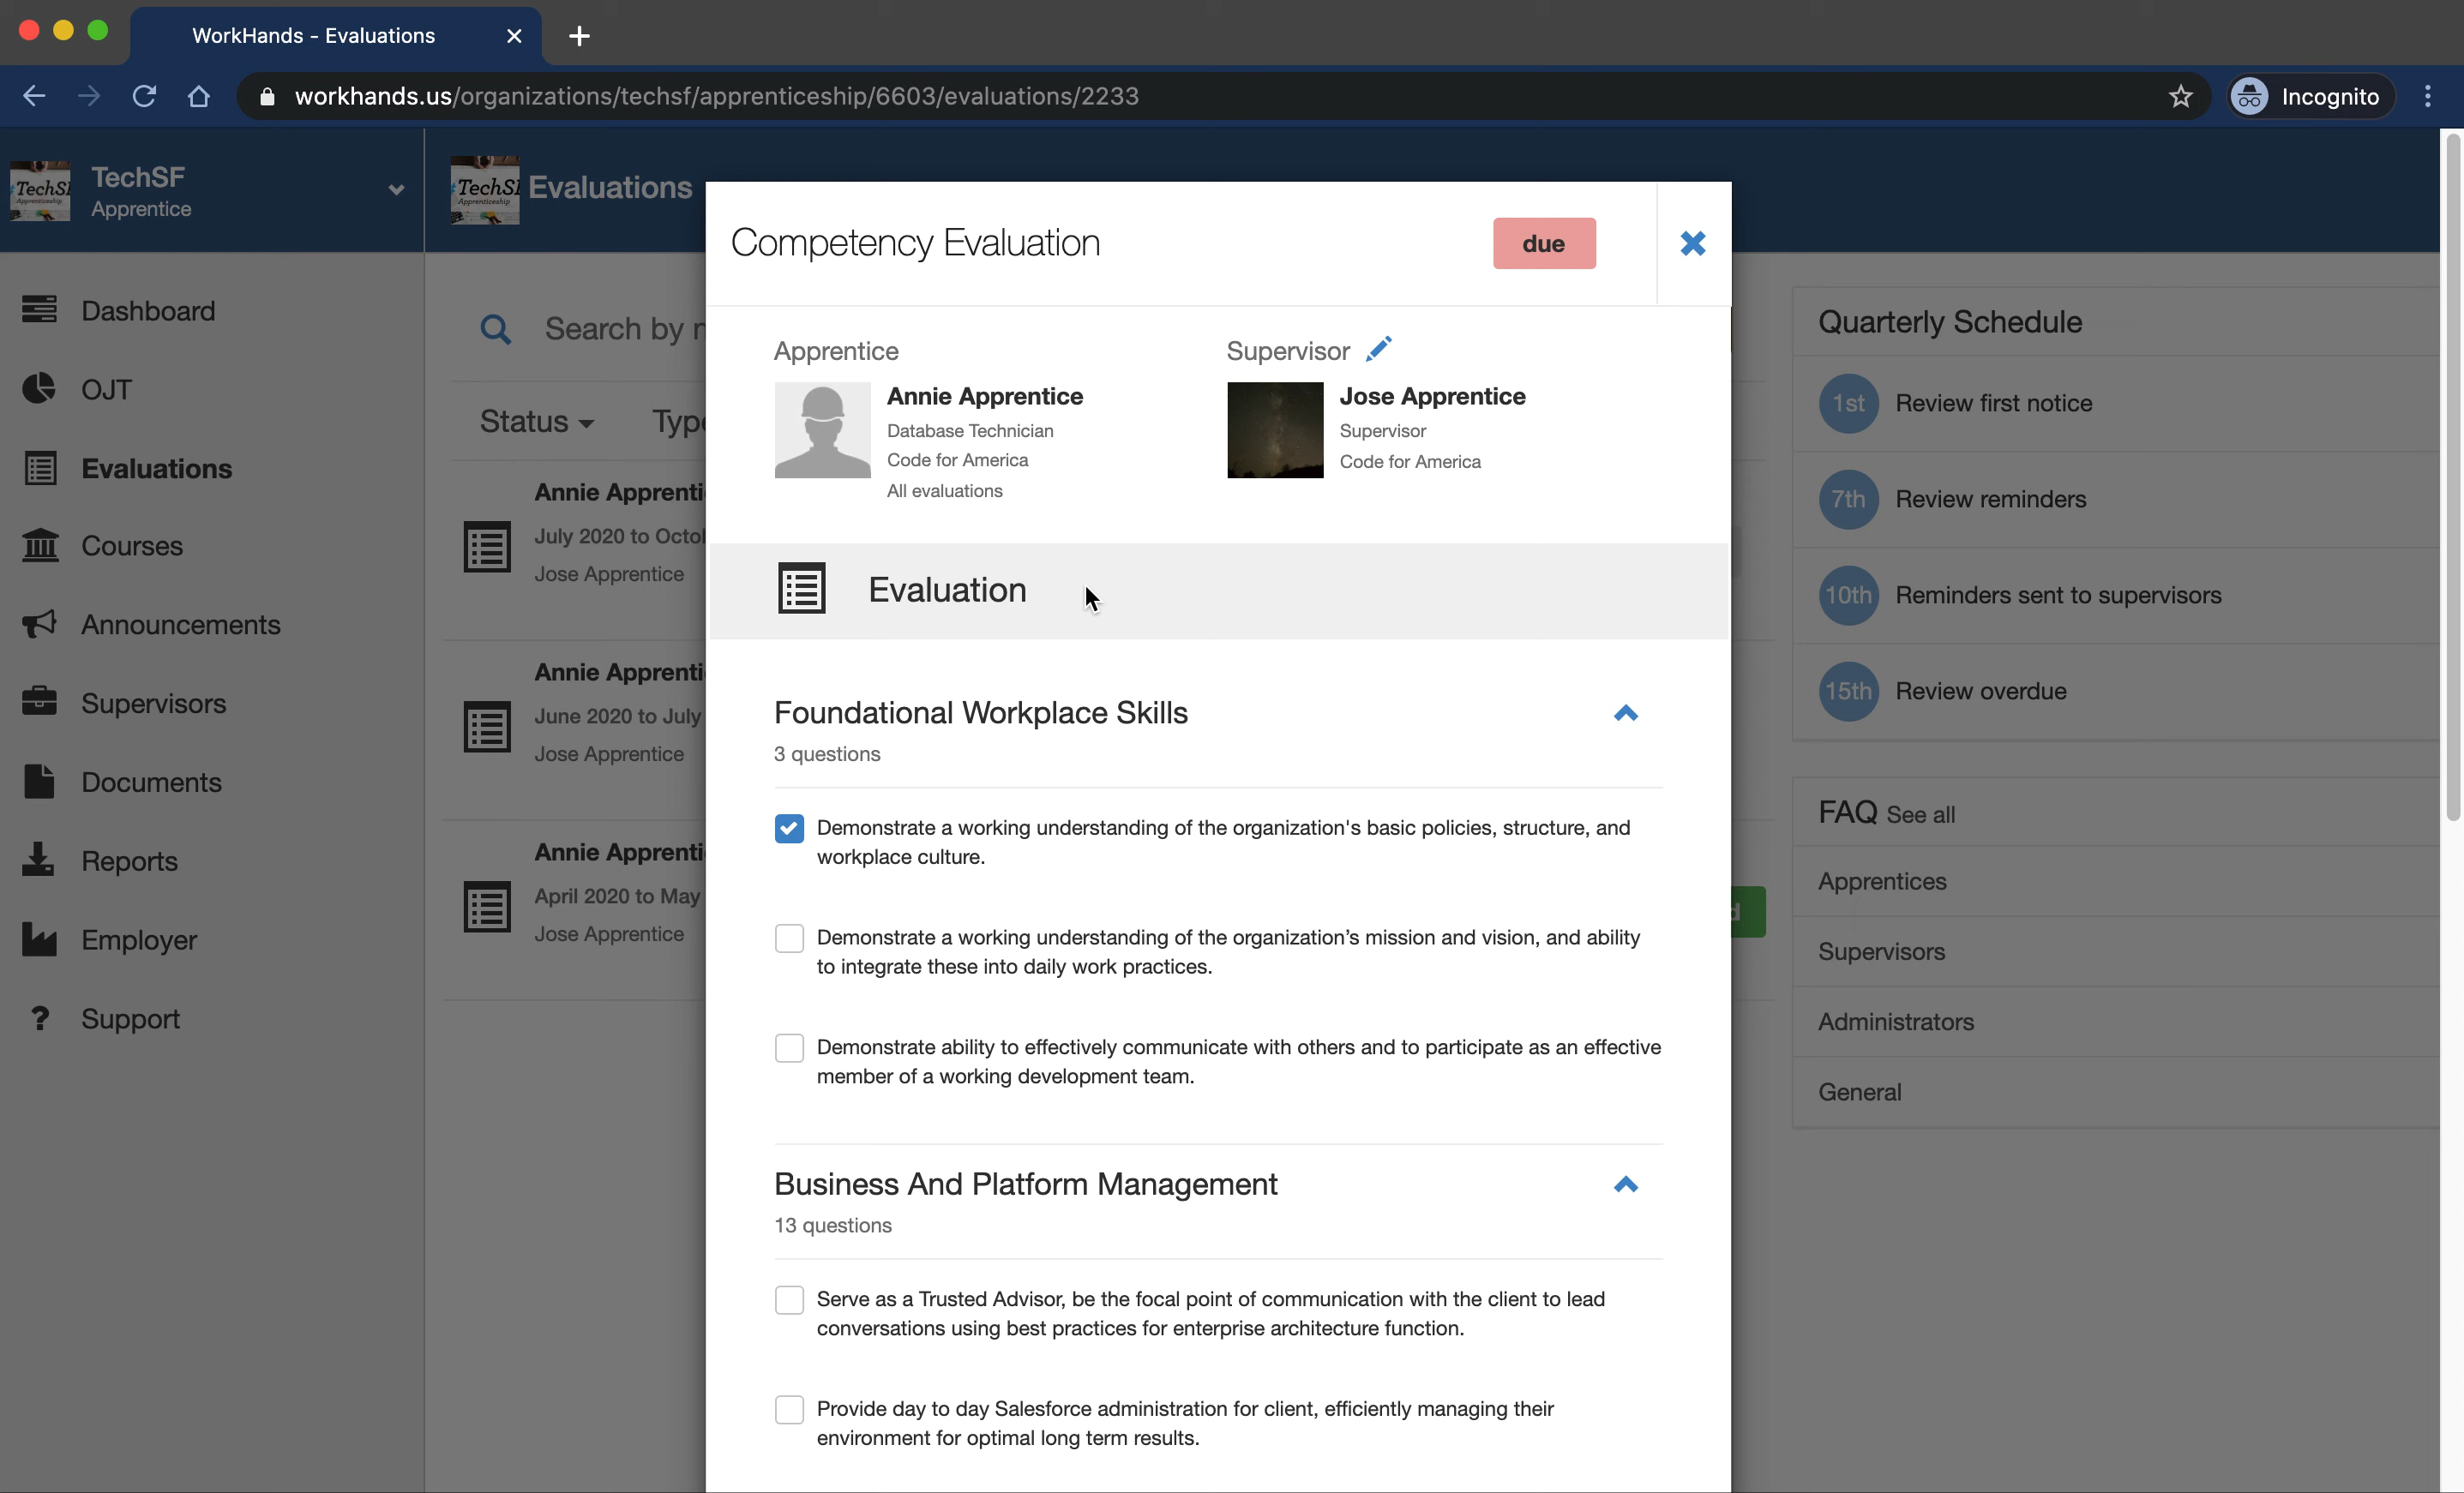 WorkHands - Evaluations
workhands.us/organizations/techsf/apprenticeship/6603/evaluations/2233
Incognito
TechSF
Apprentice
Evaluations
Dashboard
OJT
Evaluations
Courses
Announcements
Supervisors
Documents
Reports
Employer
Support
Search by
Status
Annie
July 2020 to
Jose Apprentice
Annie
June 2020 to July
Jose Apprentice
Annie
April 2020 to May
Jose Apprentice
Competency Evaluation
due
Apprentice
Annie Apprentice
Database Technician
Code for America
All evaluations
Supervisor
Jose Apprentice
Supervisor
Code for America
Evaluation
Foundational Workplace Skills
3 questions
Demonstrate a working understanding of the organization's basic policies, structure, and
workplace culture.
Demonstrate a working understanding of the organization’s mission and vision, and ability
to integrate these into daily work practices.
Demonstrate ability to effectively communicate with others and to participate as an effective
member of a working development team.
Business And Platform Management
13 questions
Serve as a Trusted Advisor, be the focal point of communication with the client to lead
conversations using best practices for enterprise architecture function.
Provide day to day Salesforce administration for client, efficiently managing their
environment for optimal long term results.
Quarterly Schedule
1st Review first notice
7th Review reminders
10th Reminders sent to supervisors
15th Review overdue
FAQ See all
Apprentices
Supervisors
Administrators
General